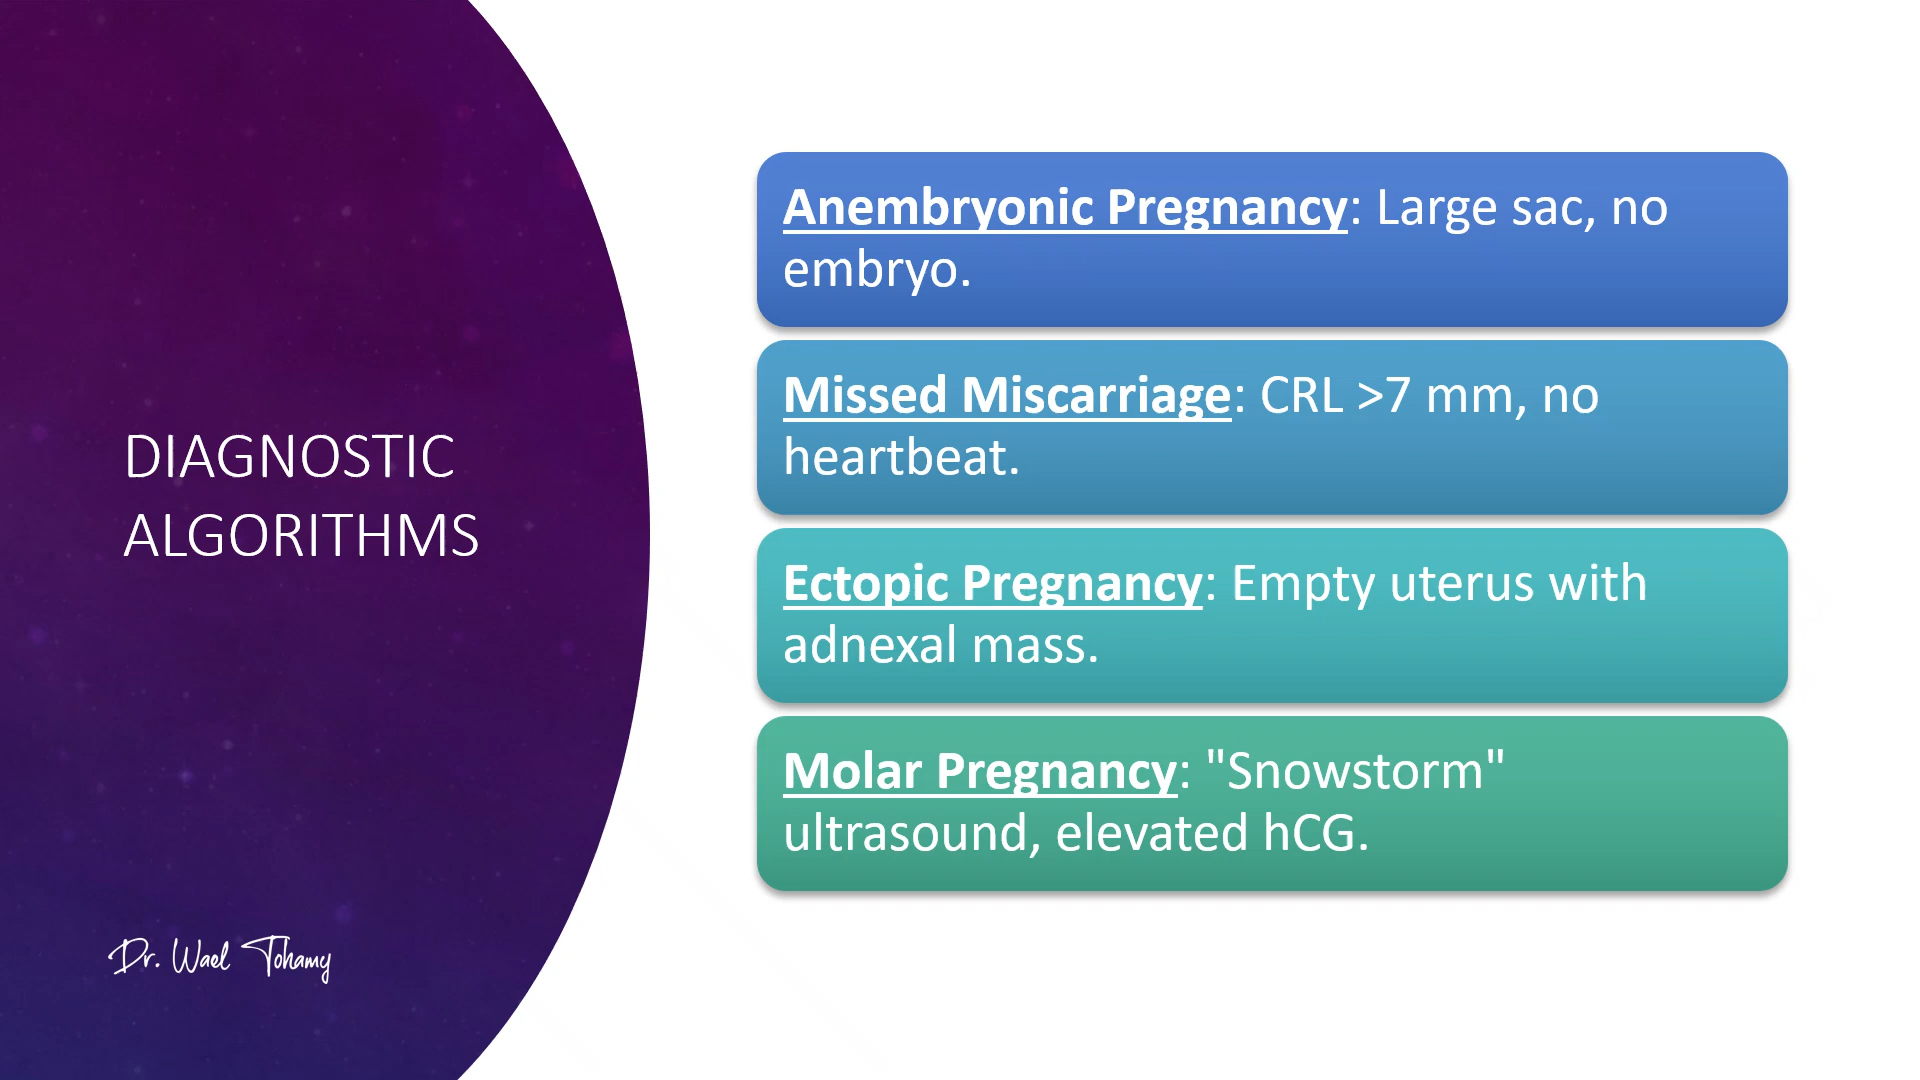 DIAGNOSTIC
ALGORITHMS
Dr. Wael Tohamy
Anembryonic Pregnancy: Large sac, no
embryo.
Missed Miscarriage: CRL >7 mm, no
heartbeat.
Ectopic Pregnancy: Empty uterus with
adnexal mass.
Molar Pregnancy: "Snowstorm"
ultrasound, elevated hCG.